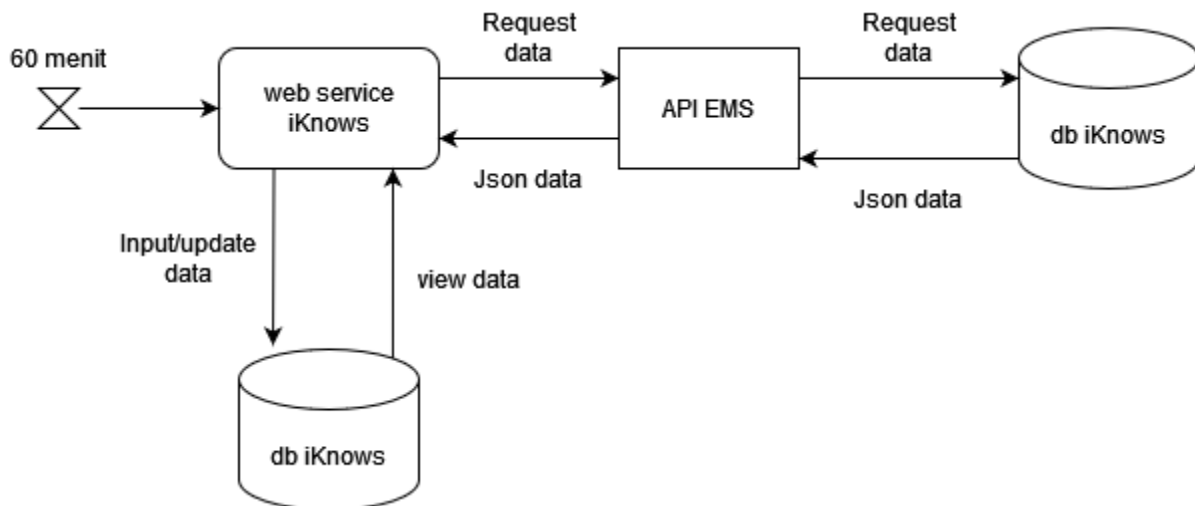 60 menit
web service
iKnows
Request
data
API EMS
Request
data
db iKnows
Json data
Json data
Input/update
data
view data
db iKnows